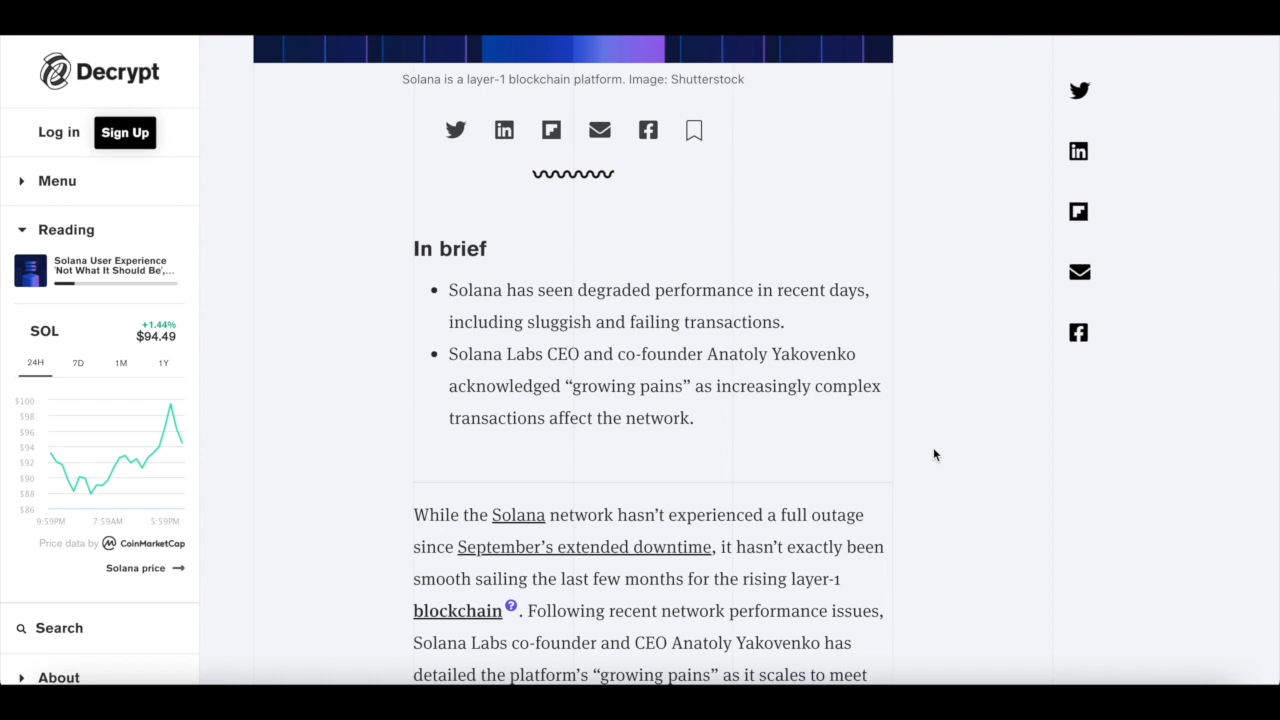 Decrypt
Log in
Sign Up
Menu
Reading
Solana User Experience
'Not What It Should Be',...
SOL
+1.44%
$94.49
24H 7D 1M 1Y
$100
$98
$96
$94
$92
$90
$88
$86
9:59PM 7:59AM 5:59PM
Price data by CoinMarketCap
Solana price
Search
About
Solana is a layer-1 blockchain platform. Image: Shutterstock
In brief
Solana has seen degraded performance in recent days,
including sluggish and failing transactions.
Solana Labs CEO and co-founder Anatoly Yakovenko
acknowledged “growing pains” as increasingly complex
transactions affect the network.
While the Solana network hasn’t experienced a full outage
since September’s extended downtime, it hasn’t exactly been
smooth sailing the last few months for the rising layer-1
blockchain ? . Following recent network performance issues,
Solana Labs co-founder and CEO Anatoly Yakovenko has
detailed the platform’s “growing pains” as it scales to meet